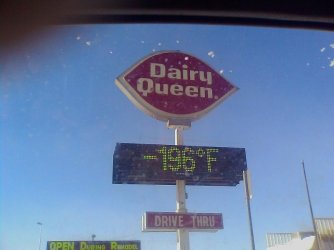 Dairy
Queen®
-196°F
DRIVE THRU
OPEN DURING REMODEL